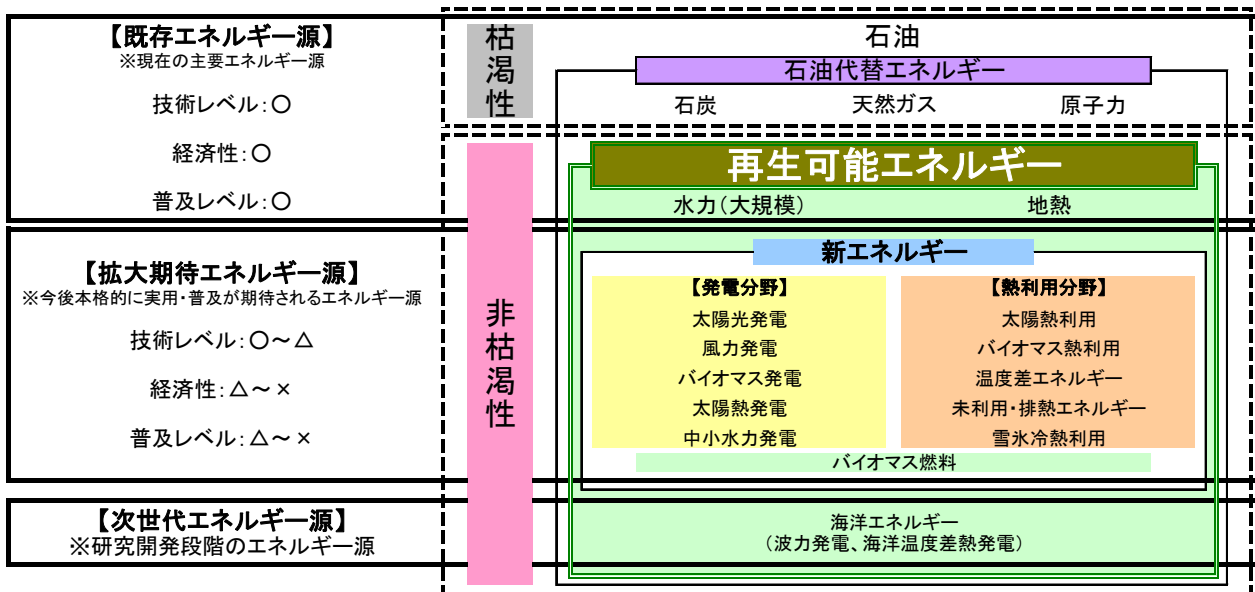 【既存エネルギー源】
※現在の主要エネルギー源
技術レベル:○
経済性:○
普及レベル:○
枯渇性
石油
石油代替エネルギー
石炭 天然ガス 原子力
再生可能エネルギー
水力(大規模) 地熱
【拡大期待エネルギー源】
※今後本格的に実用・普及が期待されるエネルギー源
技術レベル:○～△
経済性:△～×
普及レベル:△～×
非枯渇性
新エネルギー
【発電分野】
太陽光発電
風力発電
バイオマス発電
太陽熱発電
中小水力発電
【熱利用分野】
太陽熱利用
バイオマス熱利用
温度差エネルギー
未利用・排熱エネルギー
雪氷冷熱利用
バイオマス燃料
【次世代エネルギー源】
※研究開発段階のエネルギー源
海洋エネルギー
(波力発電、海洋温度差熱発電)